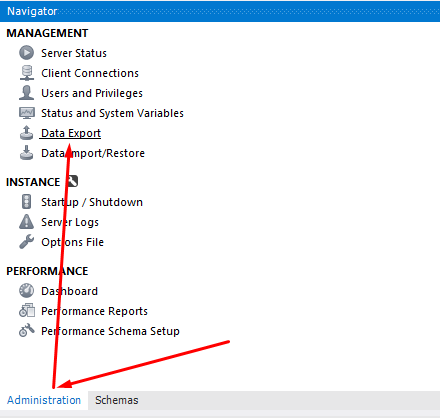 Navigator
MANAGEMENT
Server Status
Client Connections
Users and Privileges
Status and System Variables
Data Export
Data Import/Restore
INSTANCE
Startup / Shutdown
Server Logs
Options File
PERFORMANCE
Dashboard
Performance Reports
Performance Schema Setup
Administration Schemas